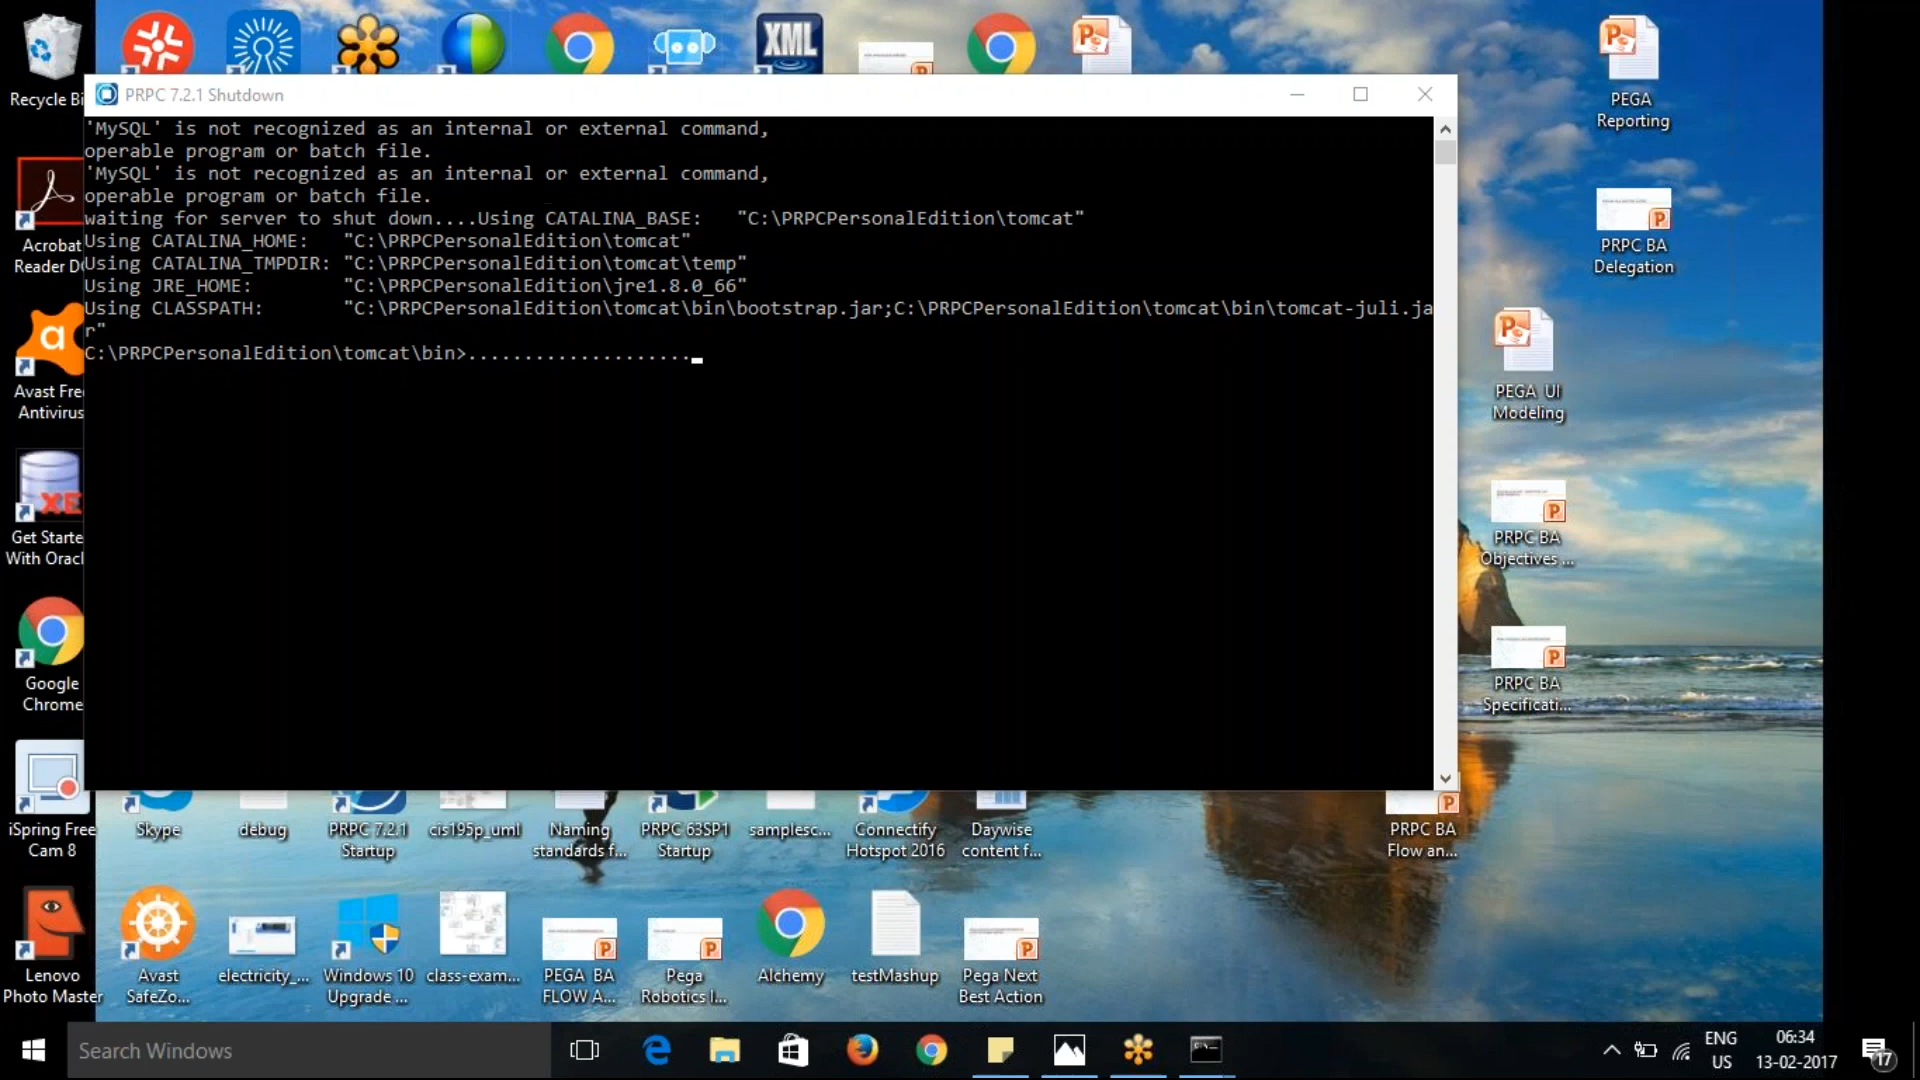 XML
P
P
Recycle Bi
PRPC 7.2.1 Shutdown
'MySQL' is not recognized as an internal or external command,
operable program or batch file.
'MySQL' is not recognized as an internal or external command,
operable program or batch file.
waiting for server to shut down....Using CATALINA_BASE:   "C:\PRPCPersonalEdition\tomcat"
Using CATALINA_HOME:   "C:\PRPCPersonalEdition\tomcat"
Using CATALINA_TMPDIR: "C:\PRPCPersonalEdition\tomcat\temp"
Using JRE_HOME:        "C:\PRPCPersonalEdition\jre1.8.0_66"
Using CLASSPATH:       "C:\PRPCPersonalEdition\tomcat\bin\bootstrap.jar;C:\PRPCPersonalEdition\tomcat\bin\tomcat-juli.ja
r"
C:\PRPCPersonalEdition\tomcat\bin>....................
PEGA
Reporting
PRPC BA
Delegation
PEGA UI
Modeling
PRPC BA
Objectives ...
PRPC BA
Specificati...
PRPC BA
Flow an...
Acrobat
Reader D
Avast Fre
Antivirus
XE
Get Starte
With Oracl
Google
Chrome
iSpring Free
Cam 8
Skype
debug
PRPC 7.2.1
Startup
cis195p_uml
Naming
standards f...
PRPC 63SP1
Startup
samplesc...
Connectify
Hotspot 2016
Daywise
content f...
Lenovo
Photo Master
Avast
SafeZo...
electricity_...
Windows 10
Upgrade ...
class-exam...
PEGA BA
FLOW A...
Pega
Robotics I...
Alchemy
testMashup
Pega Next
Best Action
Search Windows
ENG
US
06:34
13-02-2017
17